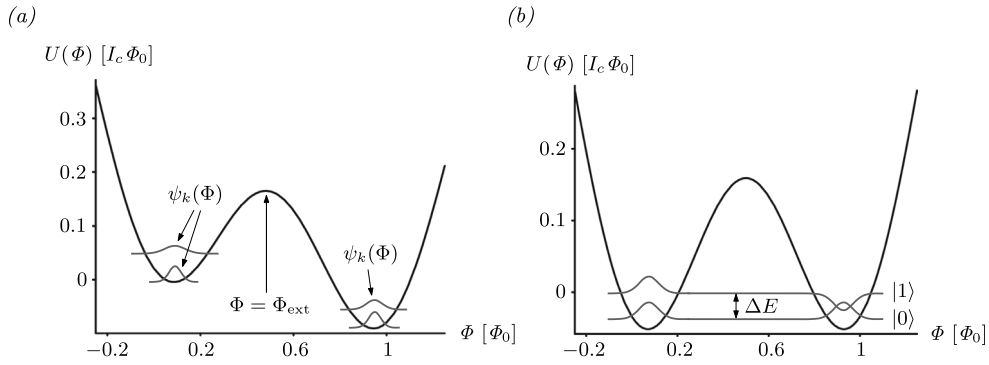 (a)
U(Φ) [I_c Φ_0]
0.3
0.2
0.1
0
ψ_k(Φ)
ψ_k(Φ)
Φ = Φ_ext
Φ [Φ_0]
−0.2 0.2 0.6 1
(b)
U(Φ) [I_c Φ_0]
0.2
0.1
0
|1⟩
ΔE
|0⟩
Φ [Φ_0]
−0.2 0.2 0.6 1